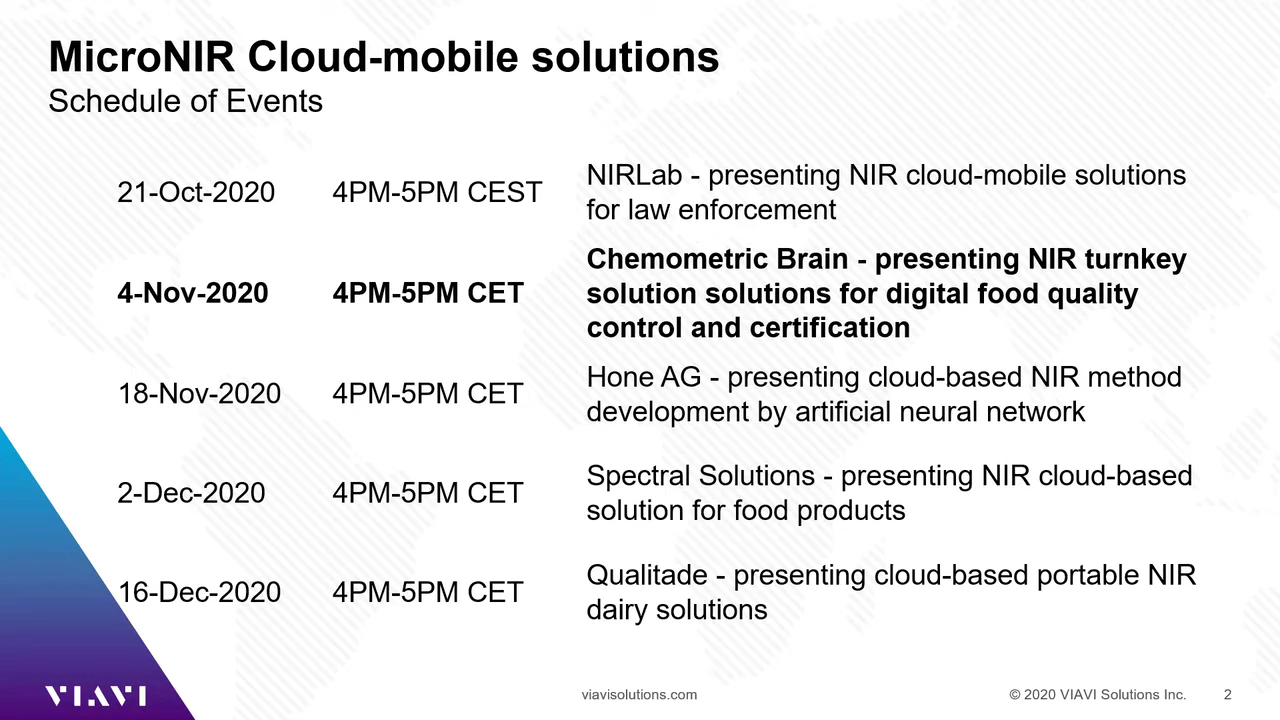 MicroNIR Cloud-mobile solutions
Schedule of Events
21-Oct-2020 4PM-5PM CEST NIRLab - presenting NIR cloud-mobile solutions
for law enforcement
4-Nov-2020 4PM-5PM CET Chemometric Brain - presenting NIR turnkey
solution solutions for digital food quality
control and certification
18-Nov-2020 4PM-5PM CET Hone AG - presenting cloud-based NIR method
development by artificial neural network
2-Dec-2020 4PM-5PM CET Spectral Solutions - presenting NIR cloud-based
solution for food products
16-Dec-2020 4PM-5PM CET Qualitade - presenting cloud-based portable NIR
dairy solutions
VIAVI viavisolutions.com © 2020 VIAVI Solutions Inc. 2